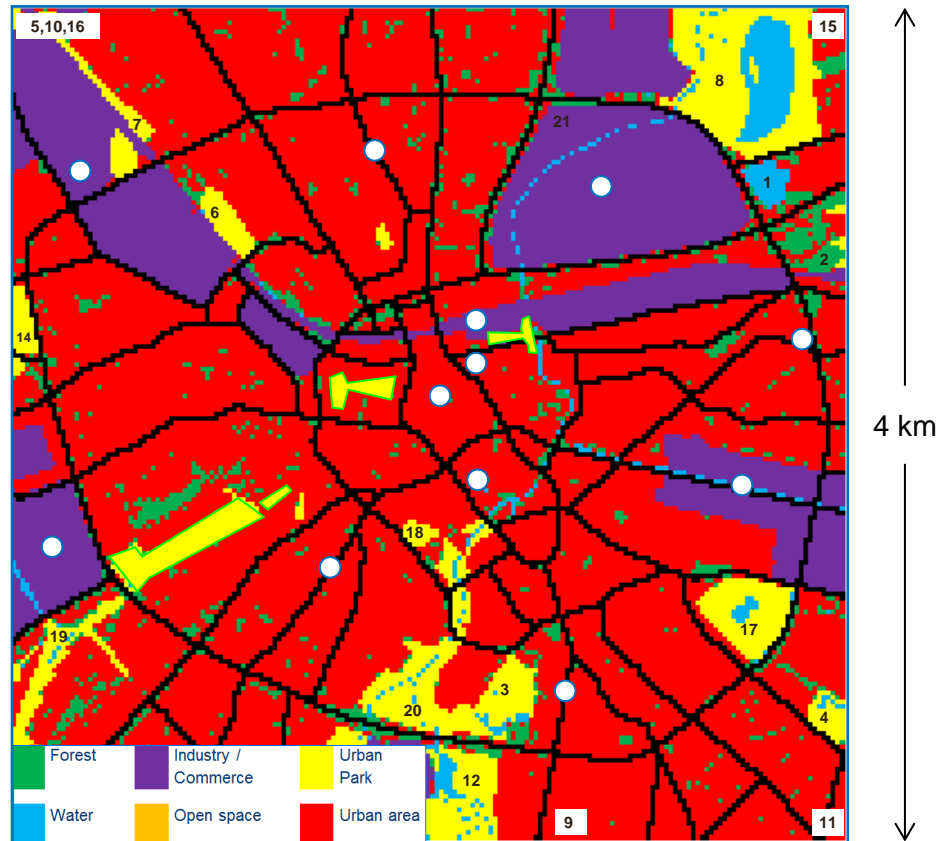 5,10,16
15
8
21
7
1
6
2
14
4 km
18
17
19
3
20
4
Forest
Industry /
Commerce
Urban
Park
12
Water
Open space
Urban area
9
11